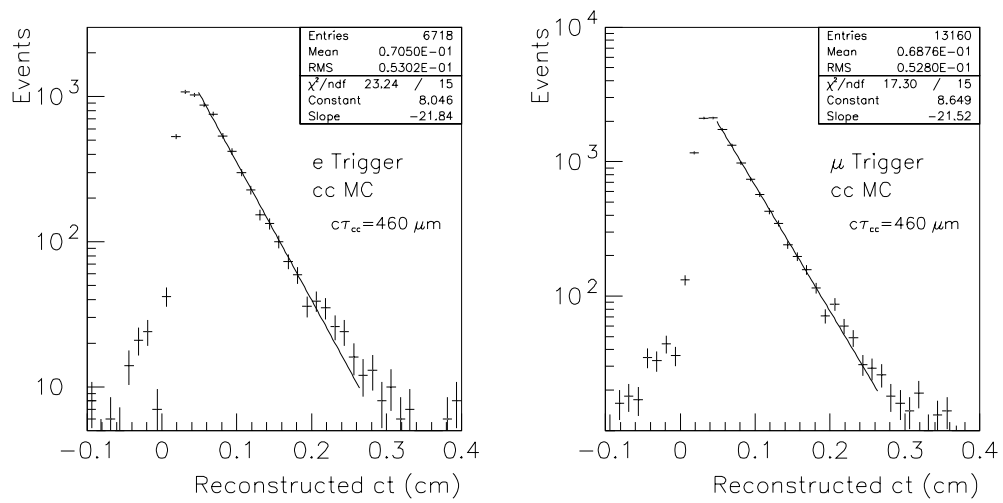 Events
Entries 6718
Mean 0.7050E-01
RMS 0.5302E-01
χ²/ndf 23.24 / 15
Constant 8.046
Slope -21.84
e Trigger
cc MC
cτcc=460 μm
10³
10²
10
-0.1 0 0.1 0.2 0.3 0.4
Reconstructed ct (cm)
Events
Entries 13160
Mean 0.6876E-01
RMS 0.5280E-01
χ²/ndf 17.30 / 15
Constant 8.649
Slope -21.52
μ Trigger
cc MC
cτcc=460 μm
10⁴
10³
10²
-0.1 0 0.1 0.2 0.3 0.4
Reconstructed ct (cm)